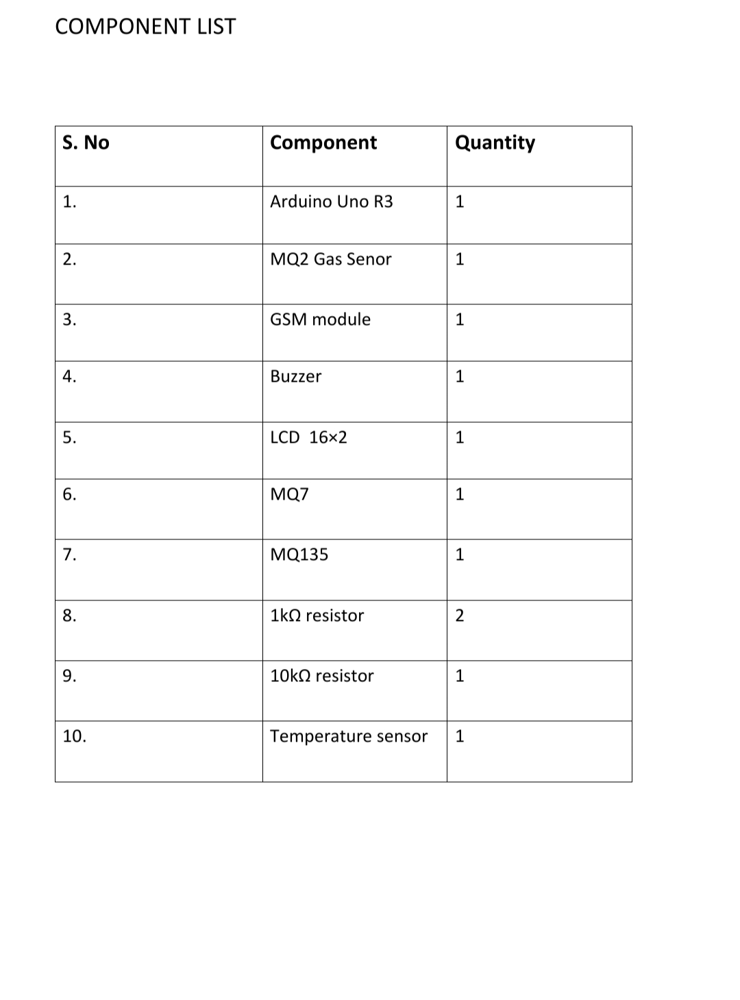 COMPONENT LIST
S. No Component Quantity
1. Arduino Uno R3 1
2. MQ2 Gas Senor 1
3. GSM module 1
4. Buzzer 1
5. LCD  16×2 1
6. MQ7 1
7. MQ135 1
8. 1kΩ resistor 2
9. 10kΩ resistor 1
10. Temperature sensor 1